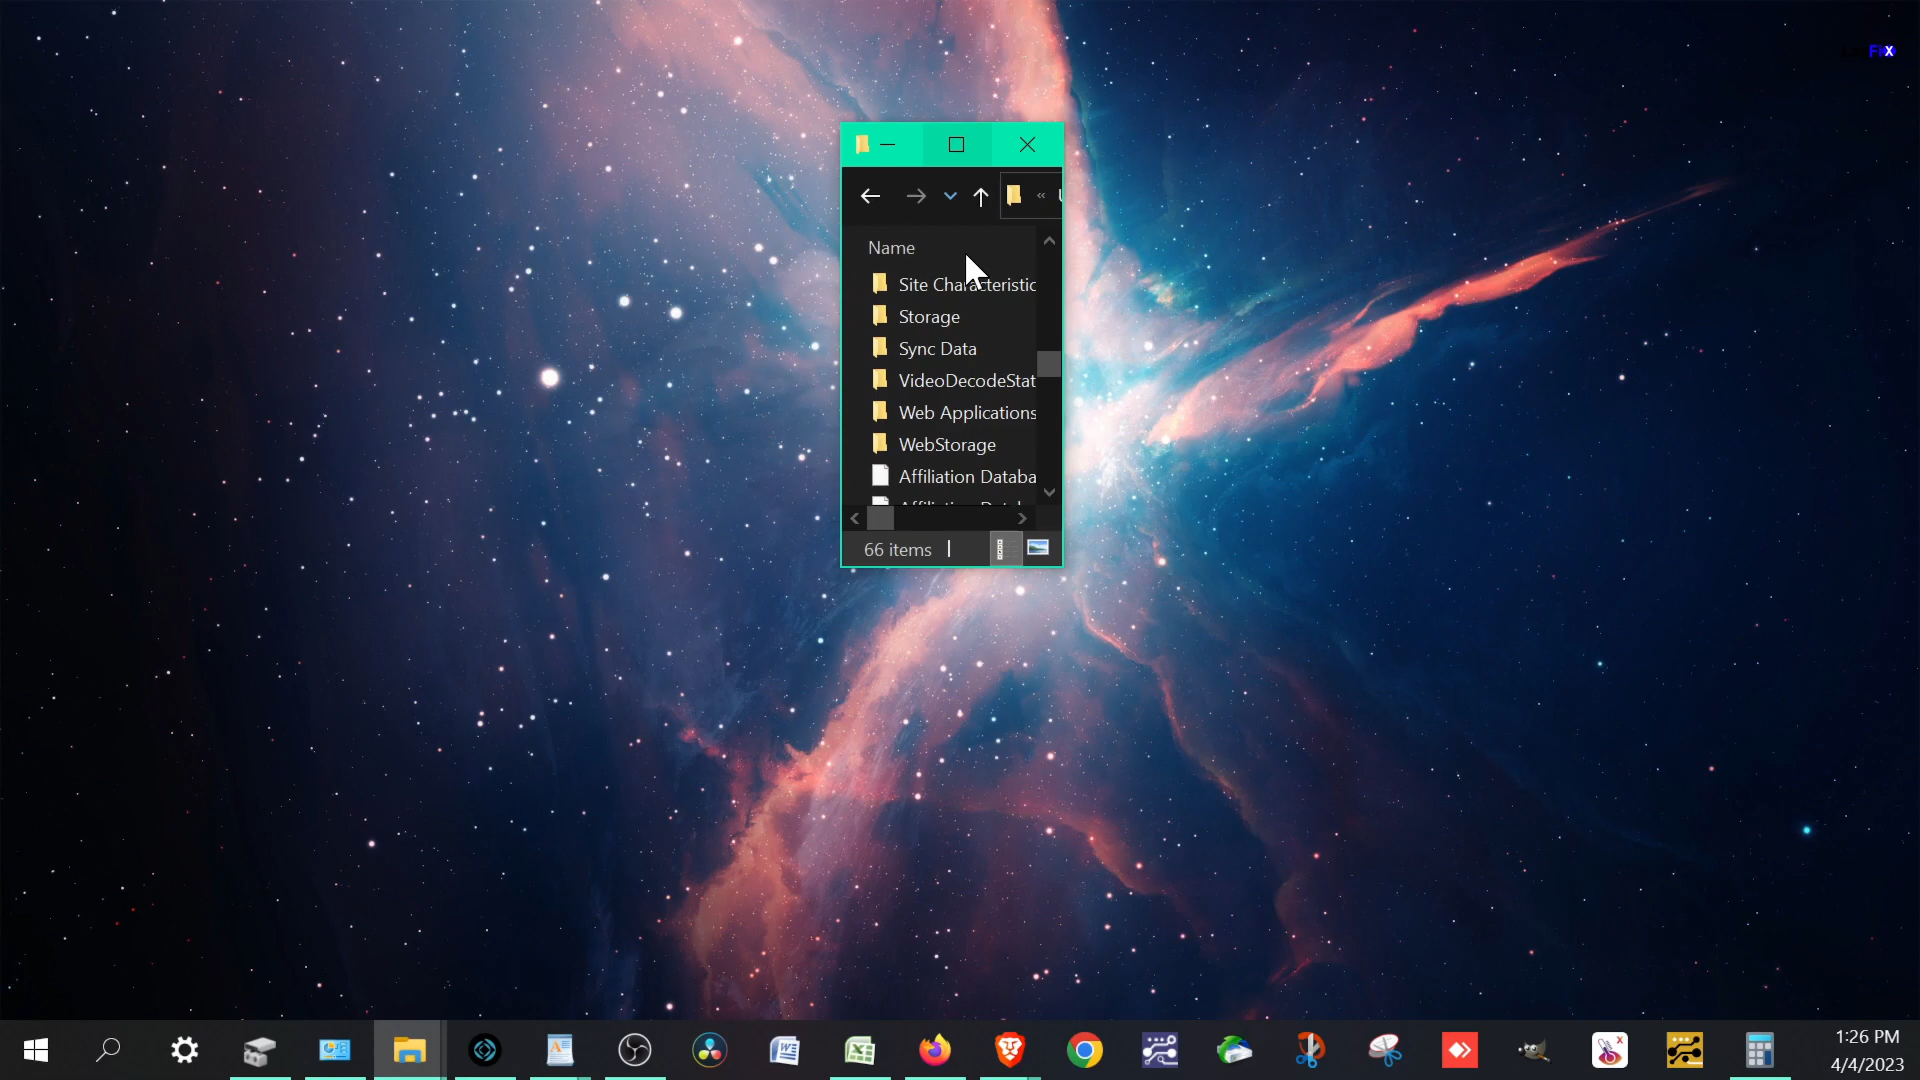 Fix
Name
Site Characteristic
Storage
Sync Data
VideoDecodeStat
Web Applications
WebStorage
Affiliation Databa
66 items
1:26 PM
4/4/2023